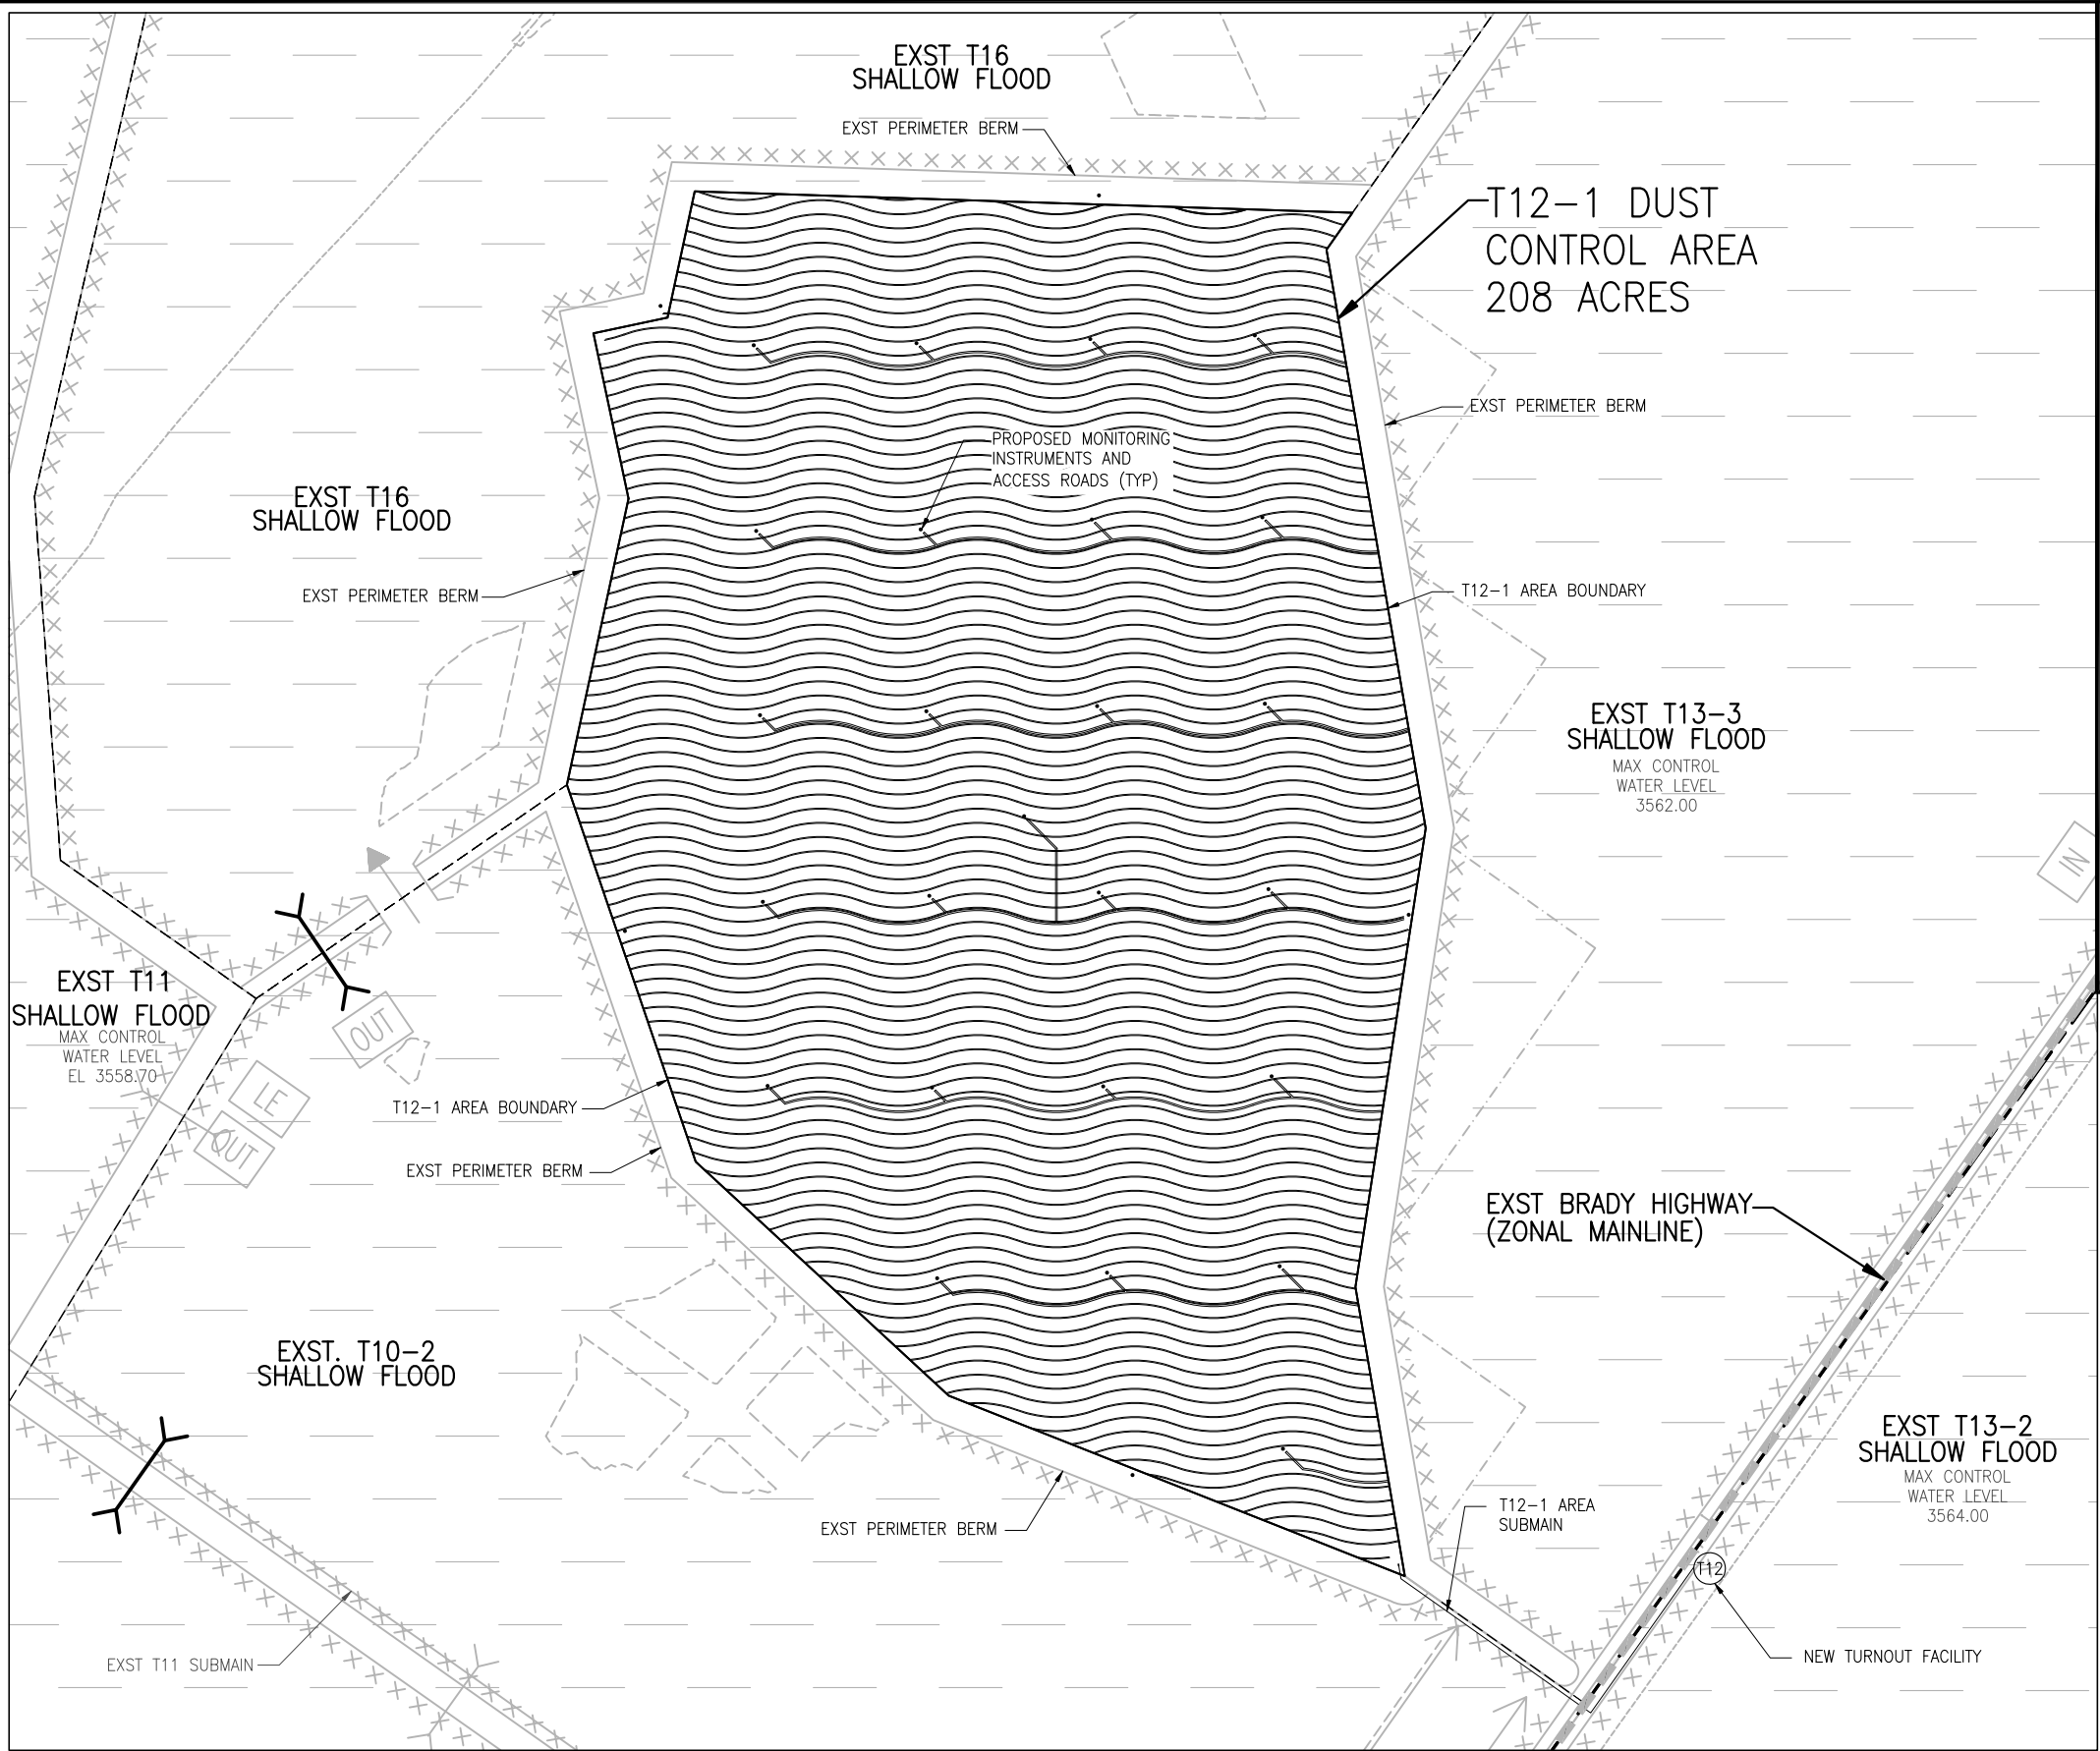 EXST T16
SHALLOW FLOOD
EXST PERIMETER BERM
T12-1 DUST
CONTROL AREA
208 ACRES
EXST PERIMETER BERM
PROPOSED MONITORING
INSTRUMENTS AND
ACCESS ROADS (TYP)
EXST T16
SHALLOW FLOOD
EXST PERIMETER BERM
T12-1 AREA BOUNDARY
EXST T13-3
SHALLOW FLOOD
MAX CONTROL
WATER LEVEL
3562.00
IN
EXST T11
SHALLOW FLOOD
MAX CONTROL
WATER LEVEL
EL 3558.70
OUT
LE
OUT
T12-1 AREA BOUNDARY
EXST PERIMETER BERM
EXST BRADY HIGHWAY
(ZONAL MAINLINE)
EXST. T10-2
SHALLOW FLOOD
EXST T13-2
SHALLOW FLOOD
MAX CONTROL
WATER LEVEL
3564.00
EXST PERIMETER BERM
T12-1 AREA
SUBMAIN
T12
NEW TURNOUT FACILITY
EXST T11 SUBMAIN